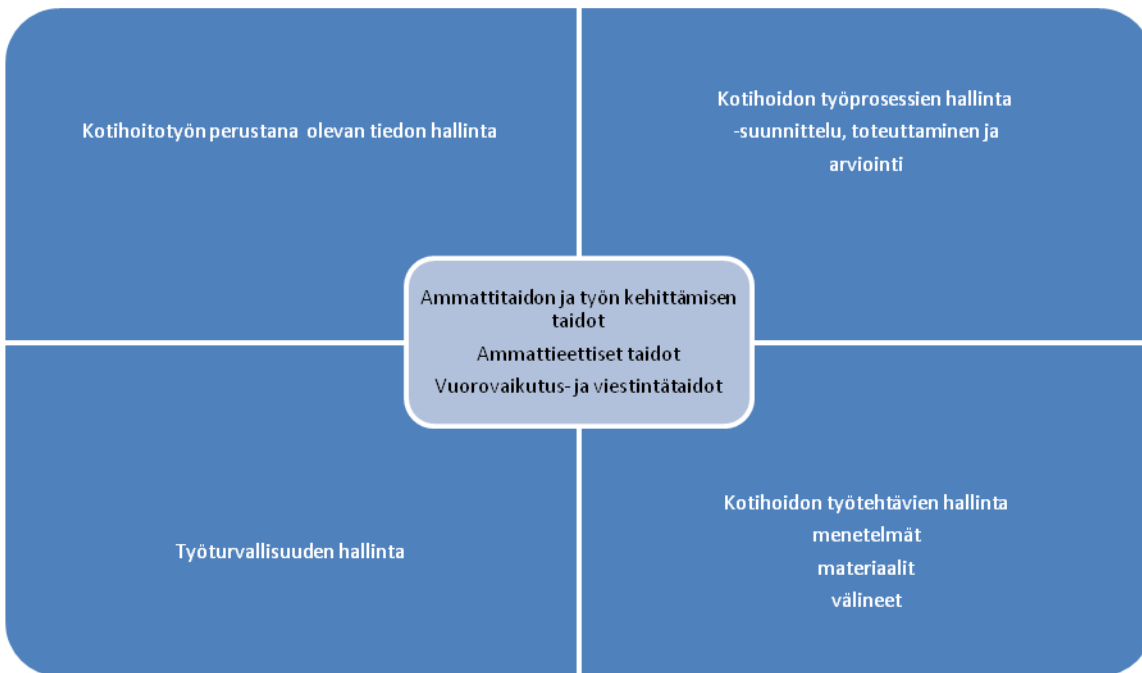 Kotihoitotyön perustana olevan tiedon hallinta
Kotihoidon työprosessien hallinta
-suunnittelu, toteuttaminen ja
arviointi
Ammattitaidon ja työn kehittämisen
taidot
Ammattieettiset taidot
Vuorovaikutus- ja viestintätaidot
Työturvallisuuden hallinta
Kotihoidon työtehtävien hallinta
menetelmät
materiaalit
välineet